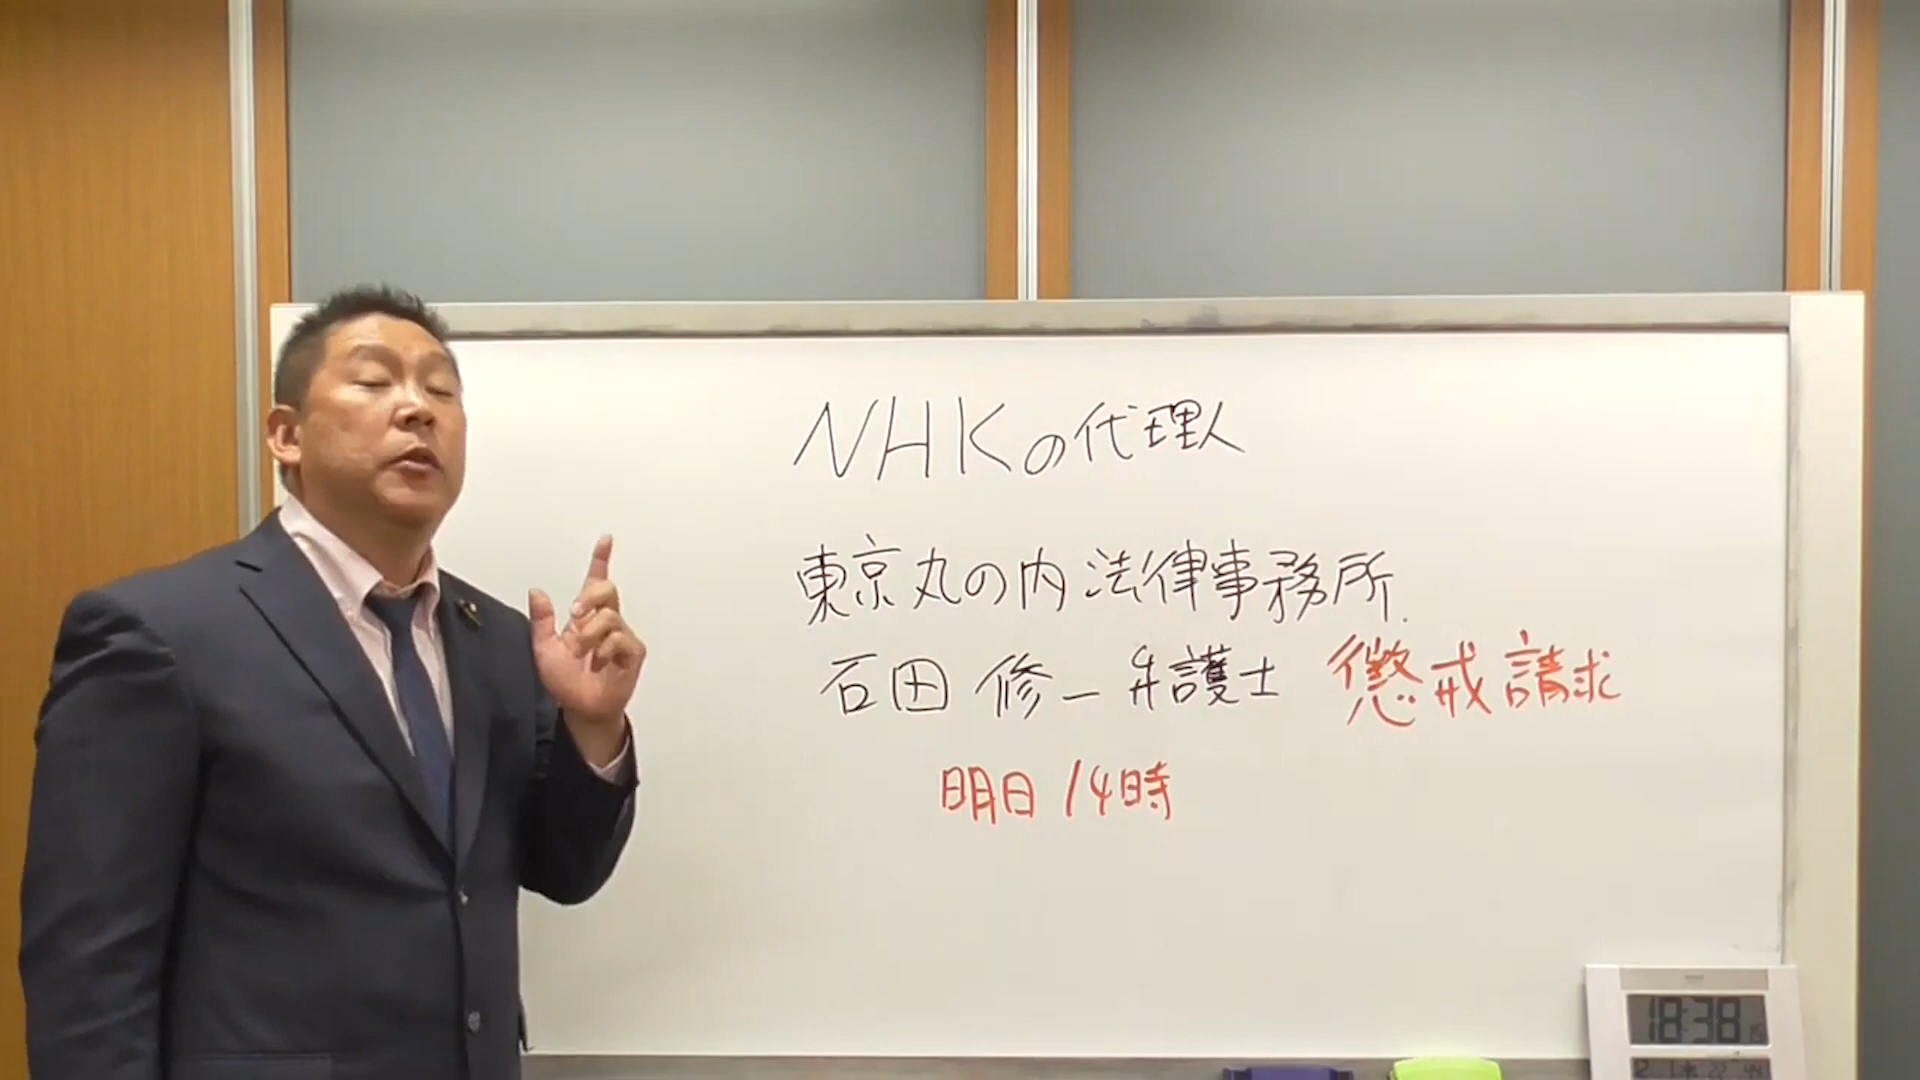 NHKの代理人
東京丸の内法律事務所.
石田 修一 弁護士 懲戒請求
明日 14時
18:38